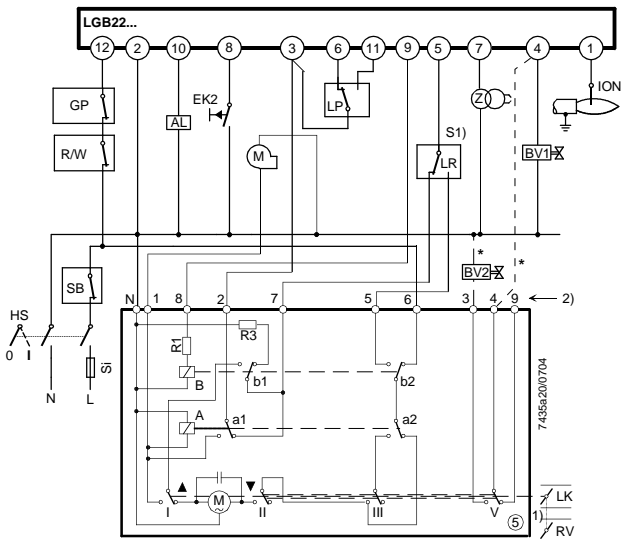 LGB22...
12 2 10 8 3 6 11 9 5 7 4 1
ION
GP
EK2
AL
LP
Z
S1)
R/W
M
LR
BV1
*
*
SB
BV2
HS
N 1 8 2 7 5 6 3 4 9 2)
0 I
Si
R3
R1
N L
B b1 b2
A a1 a2
7435a20/0704
M
~
I II III V
LK
1)
5
RV